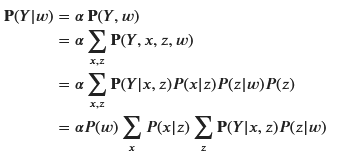 P(Y|w) = α P(Y, w)
= α ∑ P(Y, x, z, w)
x,z
= α ∑ P(Y|x, z)P(x|z)P(z|w)P(z)
x,z
= αP(w) ∑ P(x|z) ∑ P(Y|x, z)P(z|w)
x z